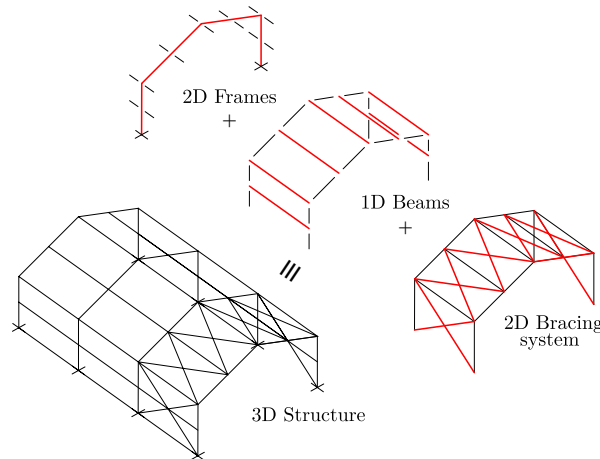 2D Frames
+
1D Beams
+
2D Bracing
system
≡
3D Structure